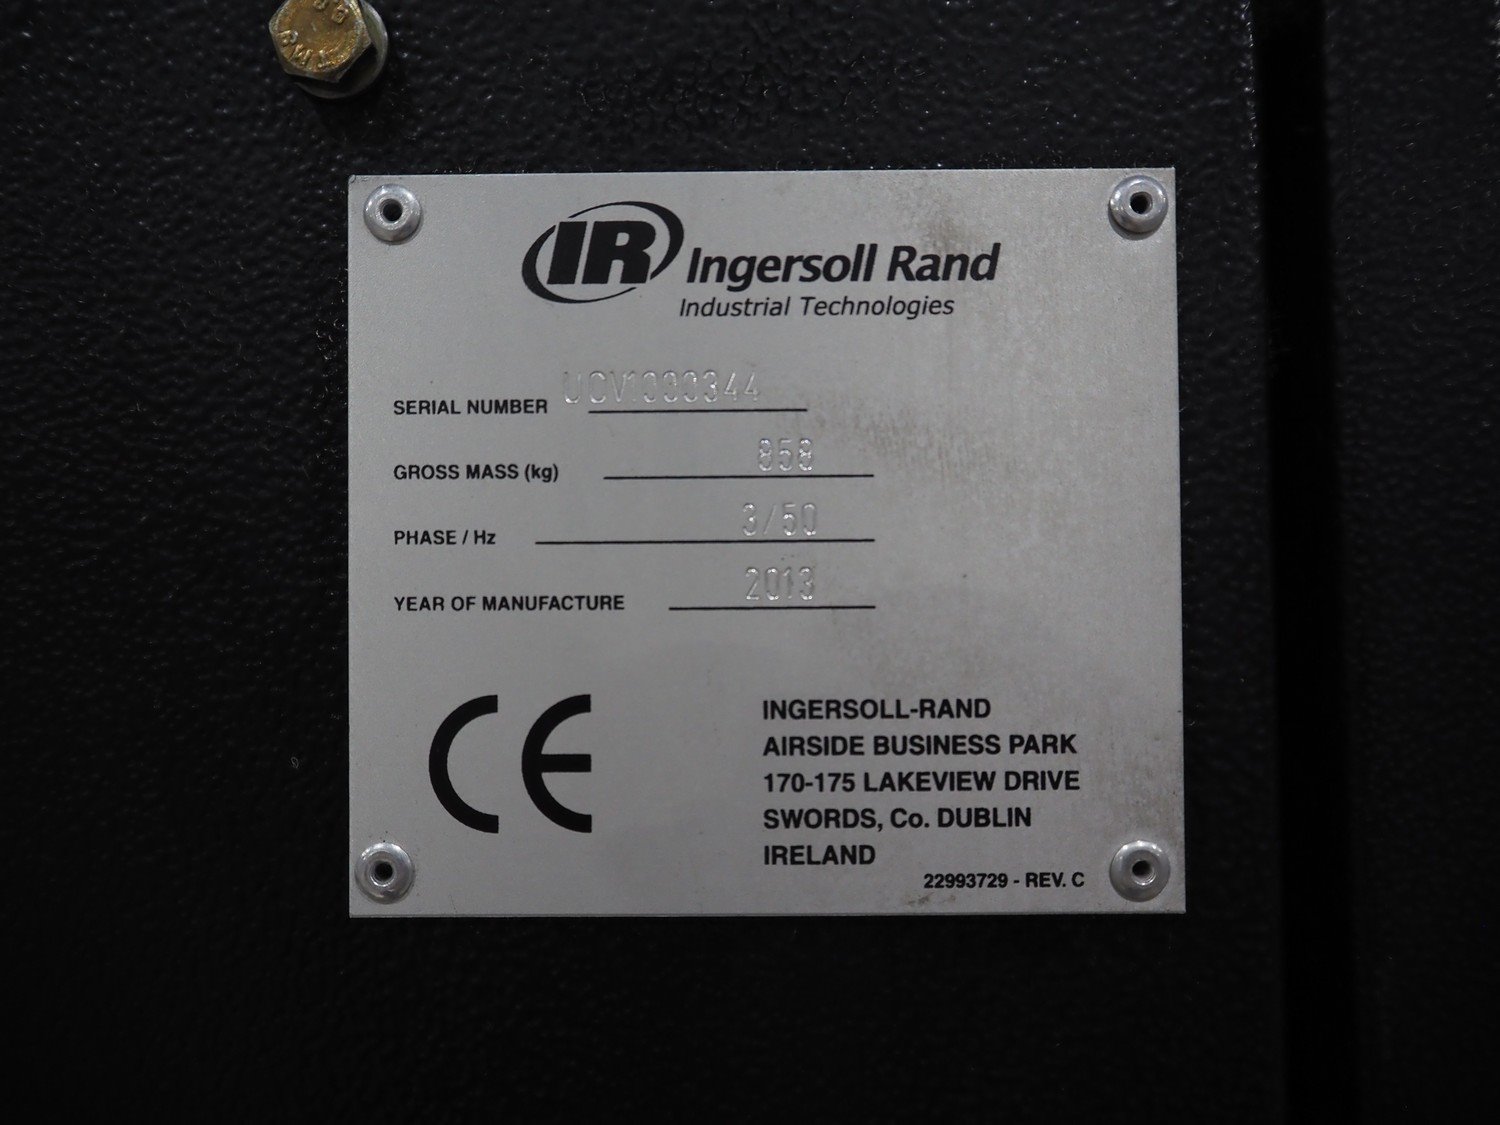 IR Ingersoll Rand
Industrial Technologies
SERIAL NUMBER UCV1090344
GROSS MASS (kg) 858
PHASE / Hz 3/50
YEAR OF MANUFACTURE 2013
CE
INGERSOLL-RAND
AIRSIDE BUSINESS PARK
170-175 LAKEVIEW DRIVE
SWORDS, Co. DUBLIN
IRELAND
22993729 - REV. C